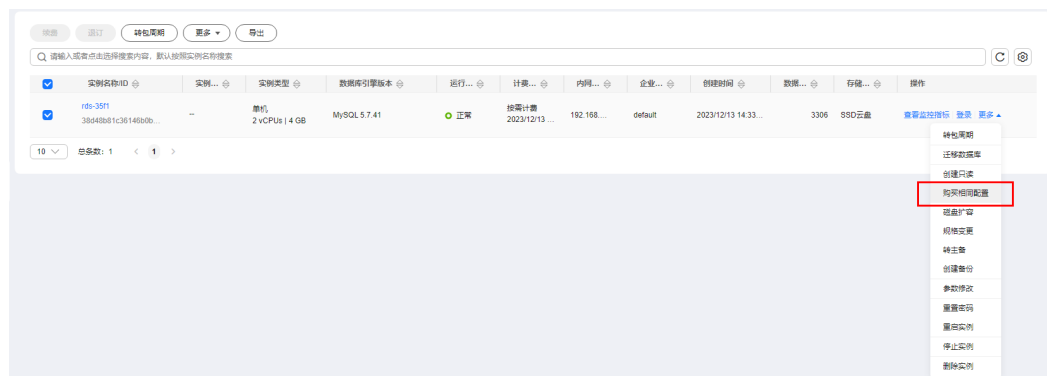 续费 退订 转包周期 更多 导出
请输入或者点击选择搜索内容，默认按照实例名称搜索
实例名称/ID 实例... 实例类型 数据库引擎版本 运行... 计费... 内网... 企业... 创建时间 数据... 存储... 操作
rds-35f1 -- 单机 MySQL 5.7.41 正常 按需计费 192.168.... default 2023/12/13 14:33... 3306 SSD云盘 查看监控指标 登录 更多
38d48b81c36146b0b... 2 vCPUs | 4 GB 2023/12/13 ...
10 总条数：1 < 1 >
转包周期
迁移数据库
创建只读
购买相同配置
磁盘扩容
规格变更
转主备
创建备份
参数修改
重置密码
重启实例
停止实例
删除实例